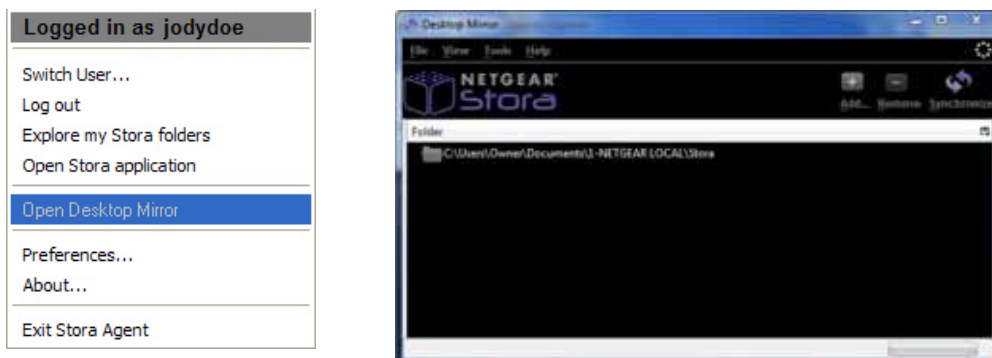 Logged in as jodydoe
Switch User...
Log out
Explore my Stora folders
Open Stora application
Open Desktop Mirror
Preferences...
About...
Exit Stora Agent
Desktop Mirror
File View Tools Help
NETGEAR®
Stora
Add... Remove Synchronize
Folder
C:\Users\Owner\Documents\1-NETGEAR LOCAL\Stora